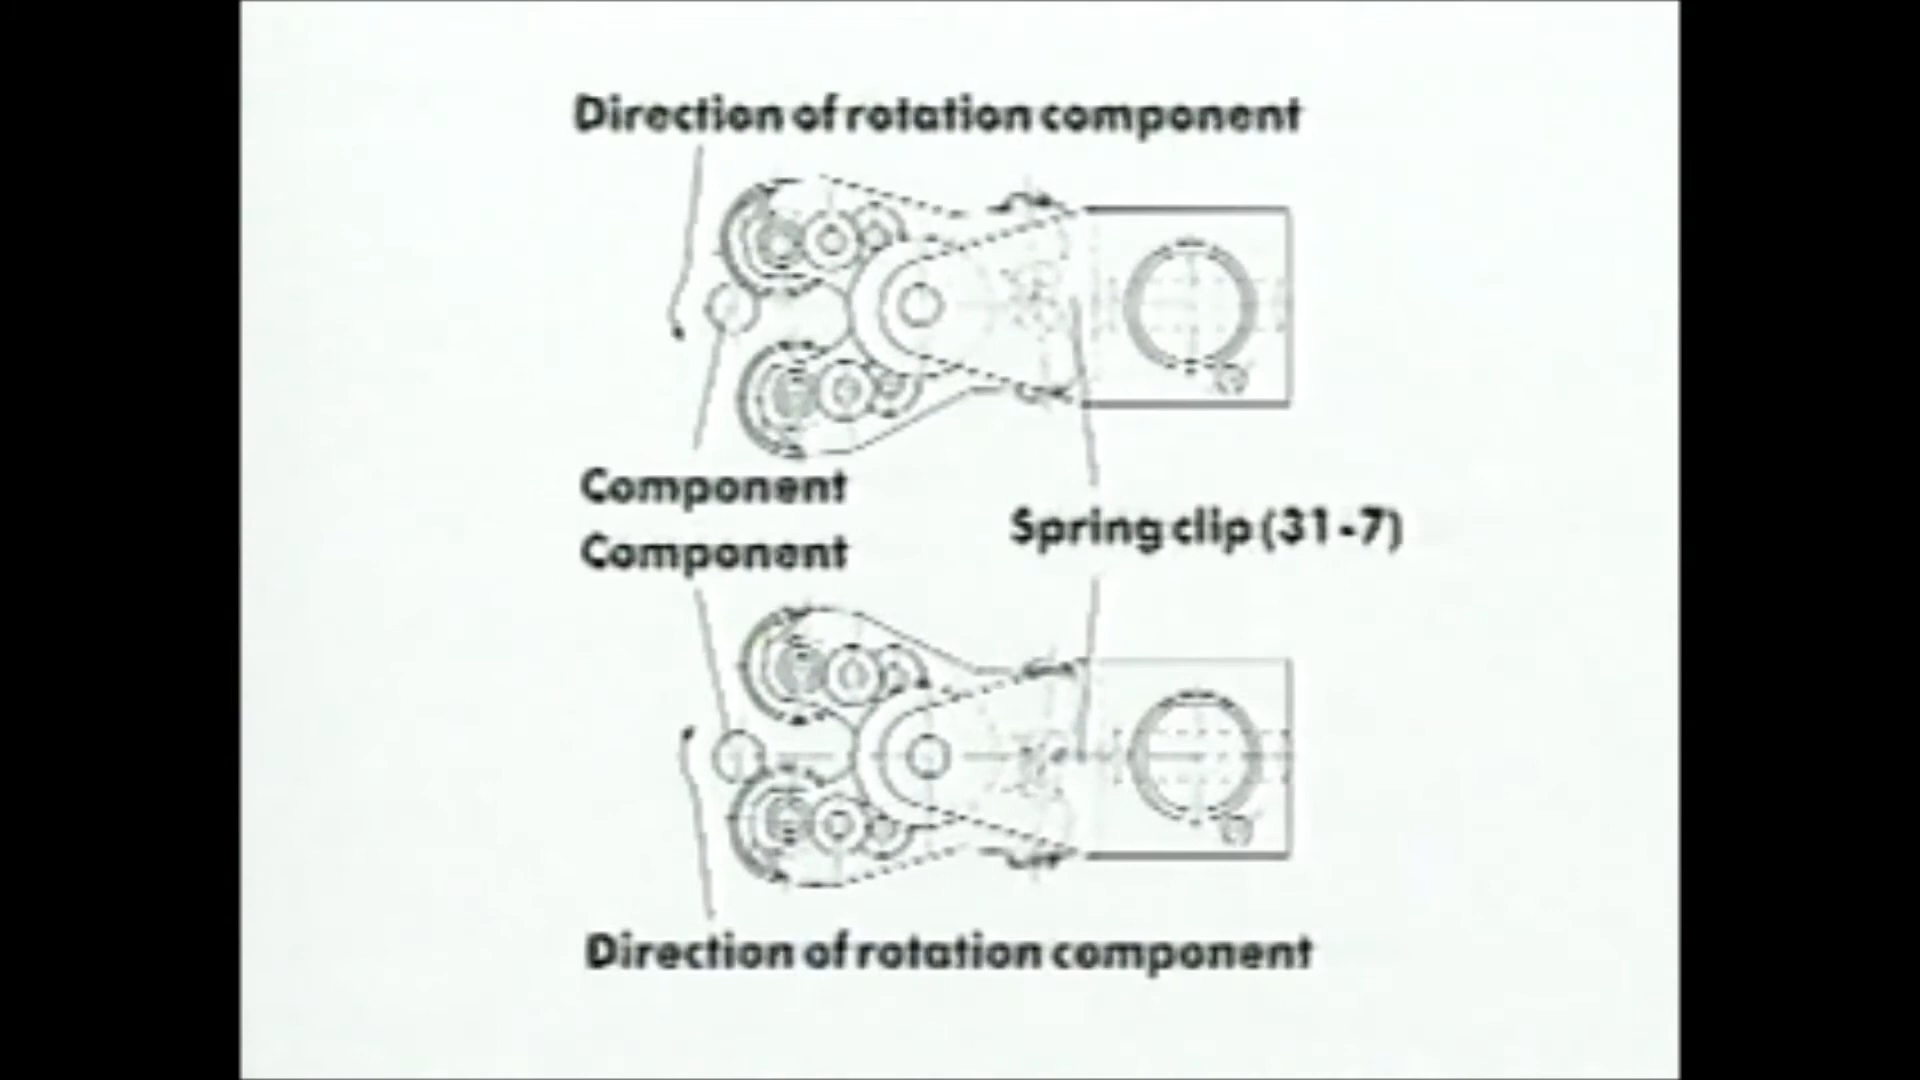 Direction of rotation component
Component
Component
Spring clip (31-7)
Direction of rotation component